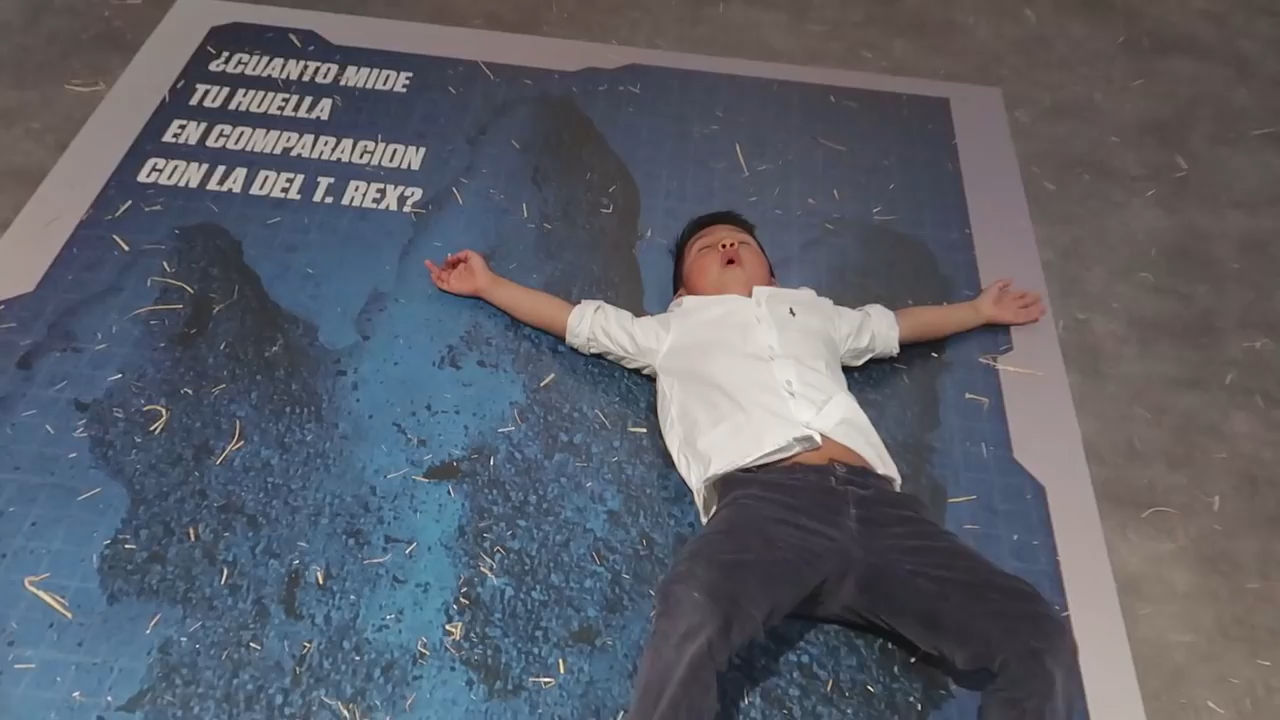 ¿CUANTO MIDE
TU HUELLA
EN COMPARACION
CON LA DEL T. REX?